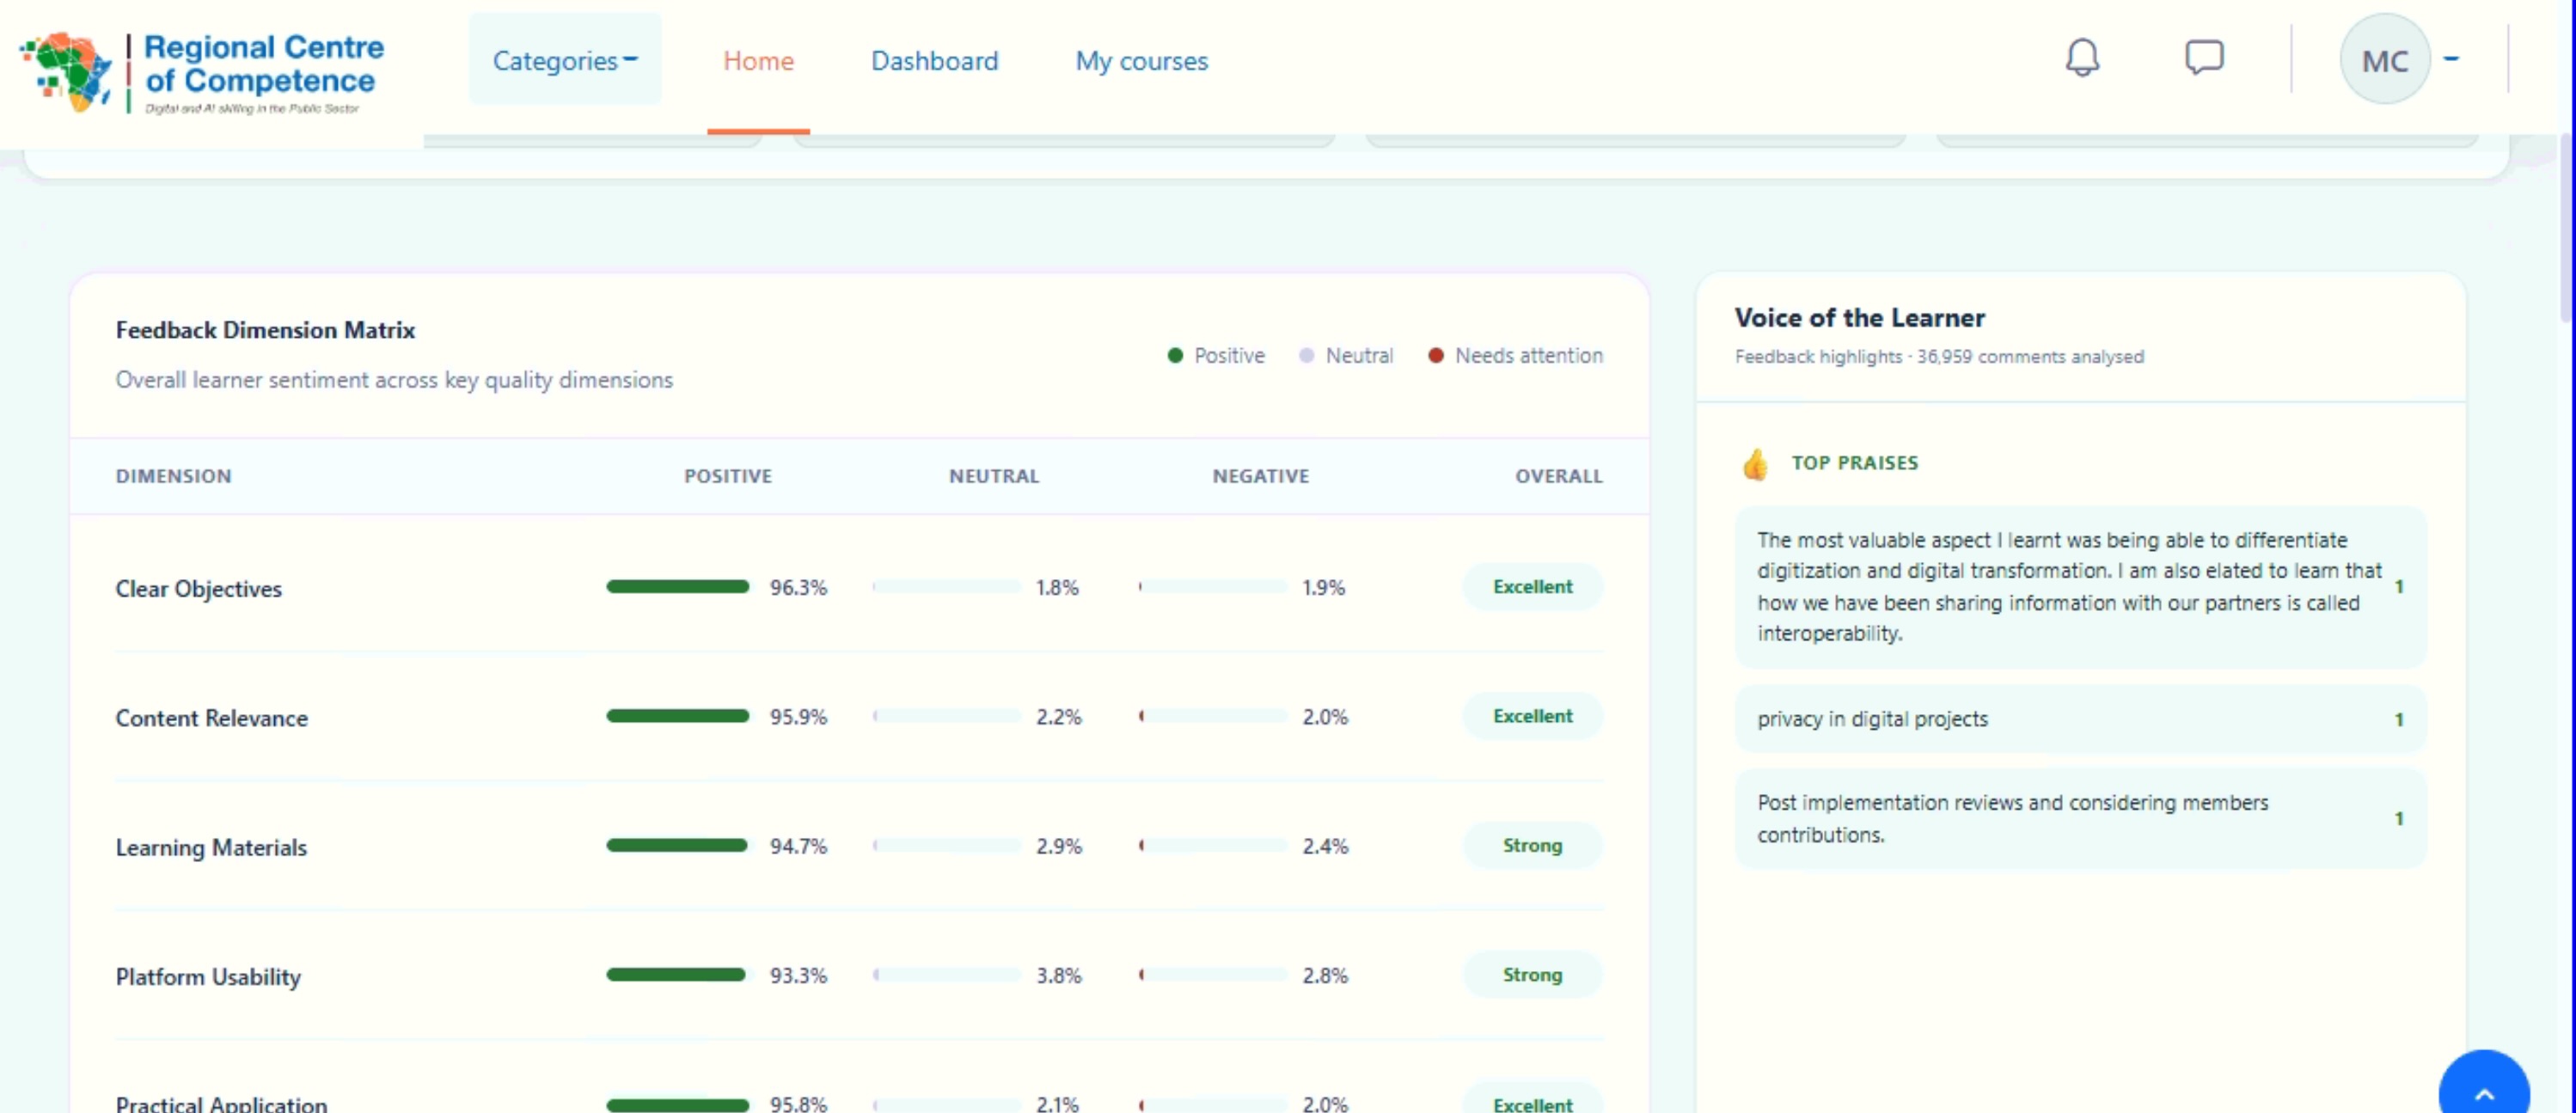 Regional Centre
of Competence
Digital and AI skilling in the Public Sector
Categories
Home
Dashboard
My courses
MC
Feedback Dimension Matrix
Overall learner sentiment across key quality dimensions
Positive
Neutral
Needs attention
DIMENSION POSITIVE NEUTRAL NEGATIVE OVERALL
Clear Objectives 96.3% 1.8% 1.9% Excellent
Content Relevance 95.9% 2.2% 2.0% Excellent
Learning Materials 94.7% 2.9% 2.4% Strong
Platform Usability 93.3% 3.8% 2.8% Strong
Practical Application 95.8% 2.1% 2.0% Excellent
Voice of the Learner
Feedback highlights · 36,959 comments analysed
TOP PRAISES
The most valuable aspect I learnt was being able to differentiate
digitization and digital transformation. I am also elated to learn that
how we have been sharing information with our partners is called
interoperability.
1
privacy in digital projects
1
Post implementation reviews and considering members
contributions.
1